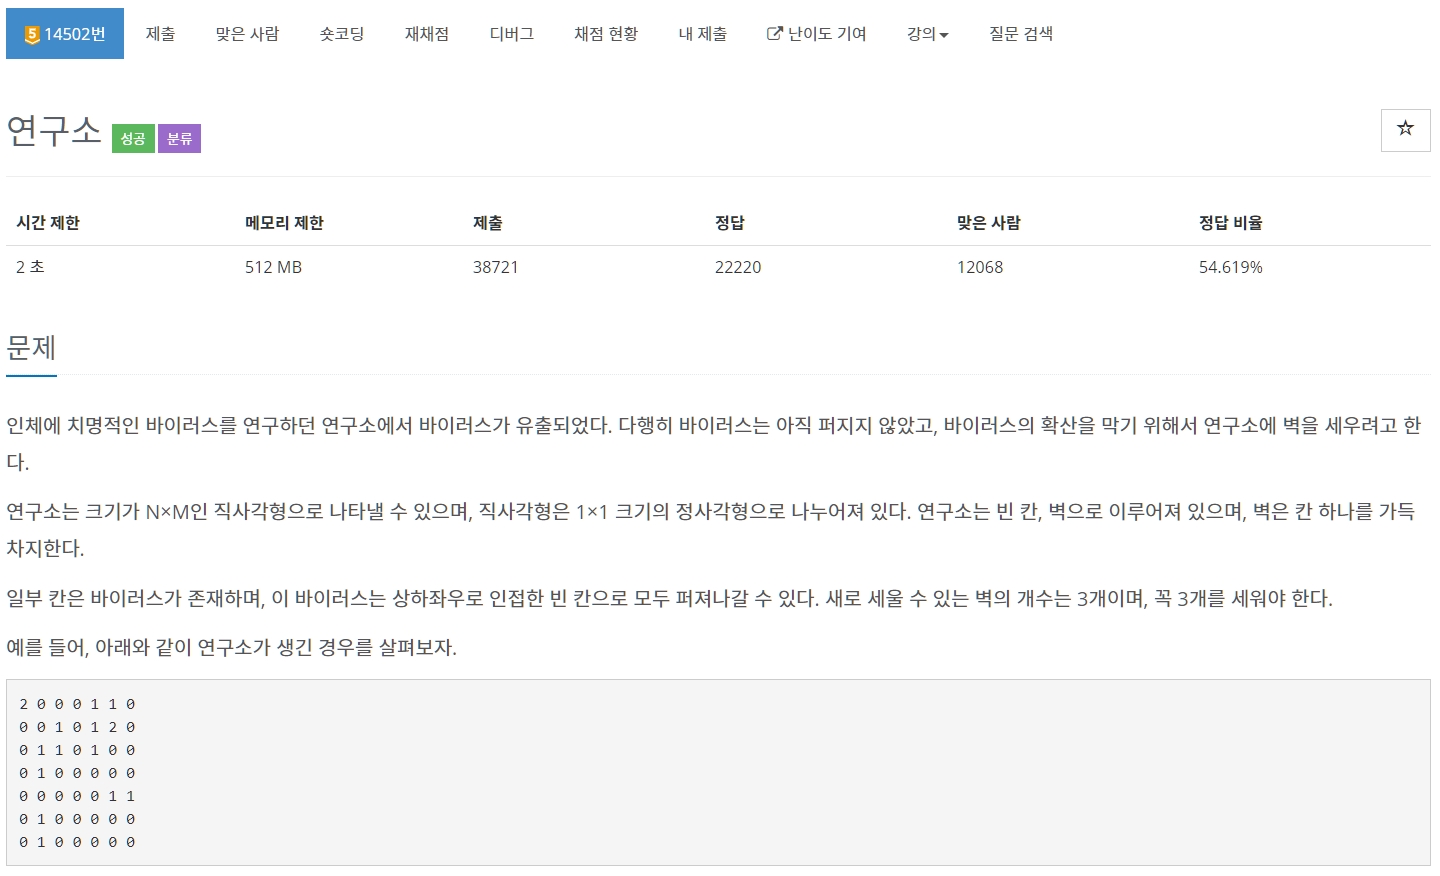 5 14502번 제출 맞은 사람 숏코딩 재채점 디버그 채점 현황 내 제출 난이도 기여 강의 질문 검색
연구소 성공 분류
시간 제한 메모리 제한 제출 정답 맞은 사람 정답 비율
2 초 512 MB 38721 22220 12068 54.619%
문제
인체에 치명적인 바이러스를 연구하던 연구소에서 바이러스가 유출되었다. 다행히 바이러스는 아직 퍼지지 않았고, 바이러스의 확산을 막기 위해서 연구소에 벽을 세우려고 한
다.
연구소는 크기가 N×M인 직사각형으로 나타낼 수 있으며, 직사각형은 1×1 크기의 정사각형으로 나누어져 있다. 연구소는 빈 칸, 벽으로 이루어져 있으며, 벽은 칸 하나를 가득
차지한다.
일부 칸은 바이러스가 존재하며, 이 바이러스는 상하좌우로 인접한 빈 칸으로 모두 퍼져나갈 수 있다. 새로 세울 수 있는 벽의 개수는 3개이며, 꼭 3개를 세워야 한다.
예를 들어, 아래와 같이 연구소가 생긴 경우를 살펴보자.
2 0 0 0 1 1 0
0 0 1 0 1 2 0
0 1 1 0 1 0 0
0 1 0 0 0 0 0
0 0 0 0 0 1 1
0 1 0 0 0 0 0
0 1 0 0 0 0 0